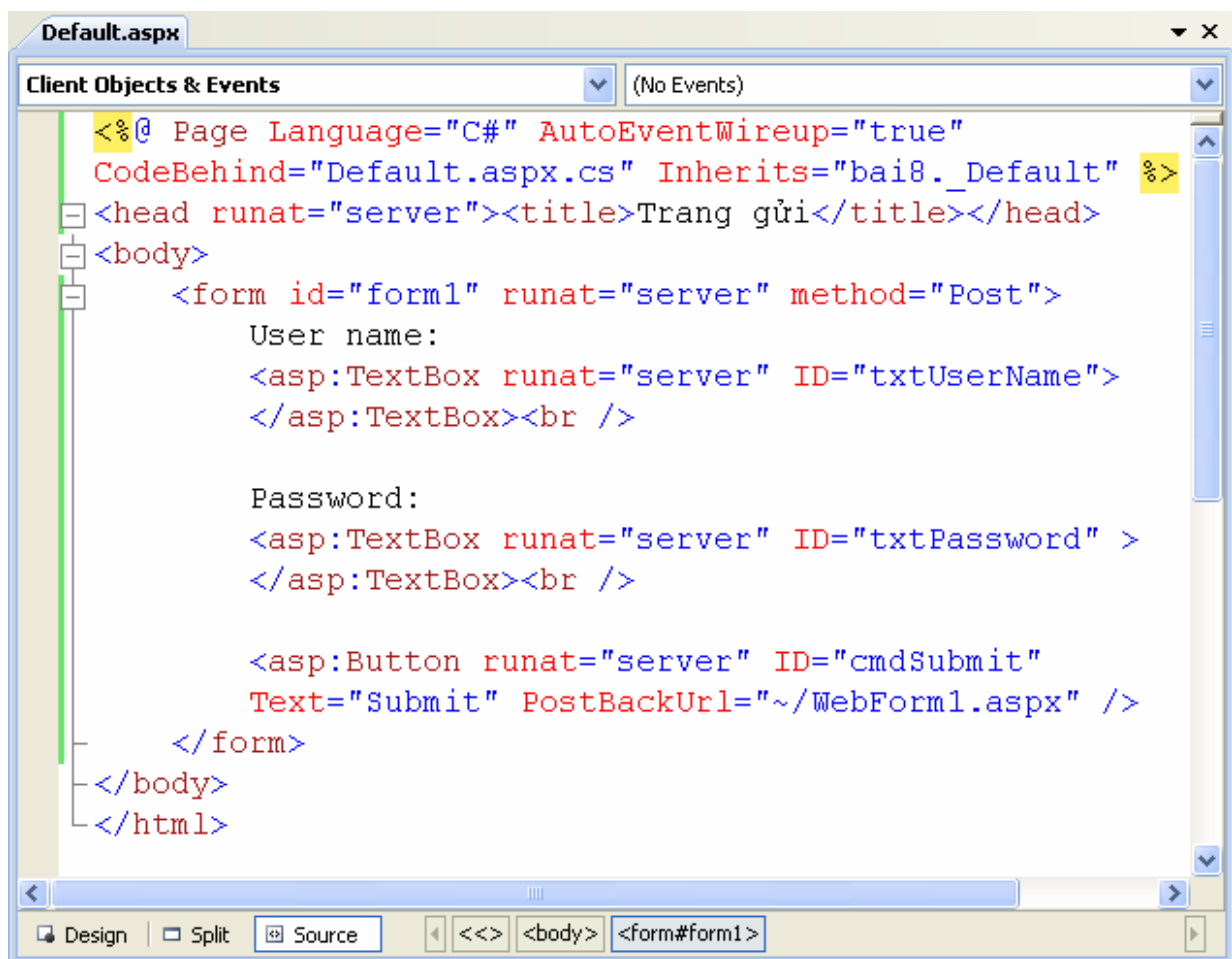 Default.aspx
Client Objects & Events (No Events)
<%@ Page Language="C#" AutoEventWireup="true"
CodeBehind="Default.aspx.cs" Inherits="bai8._Default" %>
<head runat="server"><title>Trang gửi</title></head>
<body>
<form id="form1" runat="server" method="Post">
User name:
<asp:TextBox runat="server" ID="txtUserName">
</asp:TextBox><br />
Password:
<asp:TextBox runat="server" ID="txtPassword" >
</asp:TextBox><br />
<asp:Button runat="server" ID="cmdSubmit"
Text="Submit" PostBackUrl="~/WebForm1.aspx" />
</form>
</body>
</html>
Design Split Source <<> <body> <form#form1>